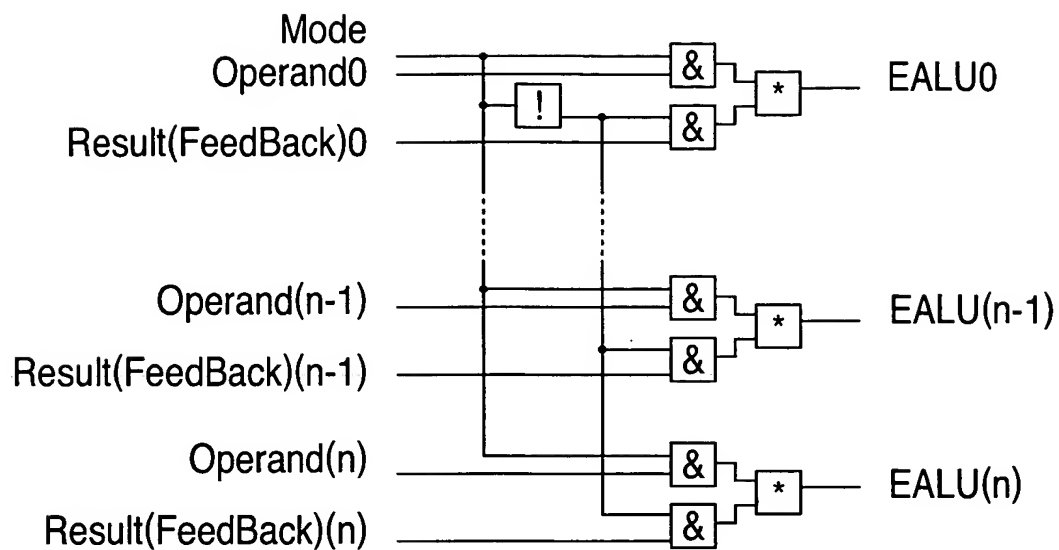 Mode
Operand0
& * EALU0
!
&
Result(FeedBack)0
Operand(n-1)
& * EALU(n-1)
&
Result(FeedBack)(n-1)
Operand(n)
& * EALU(n)
&
Result(FeedBack)(n)